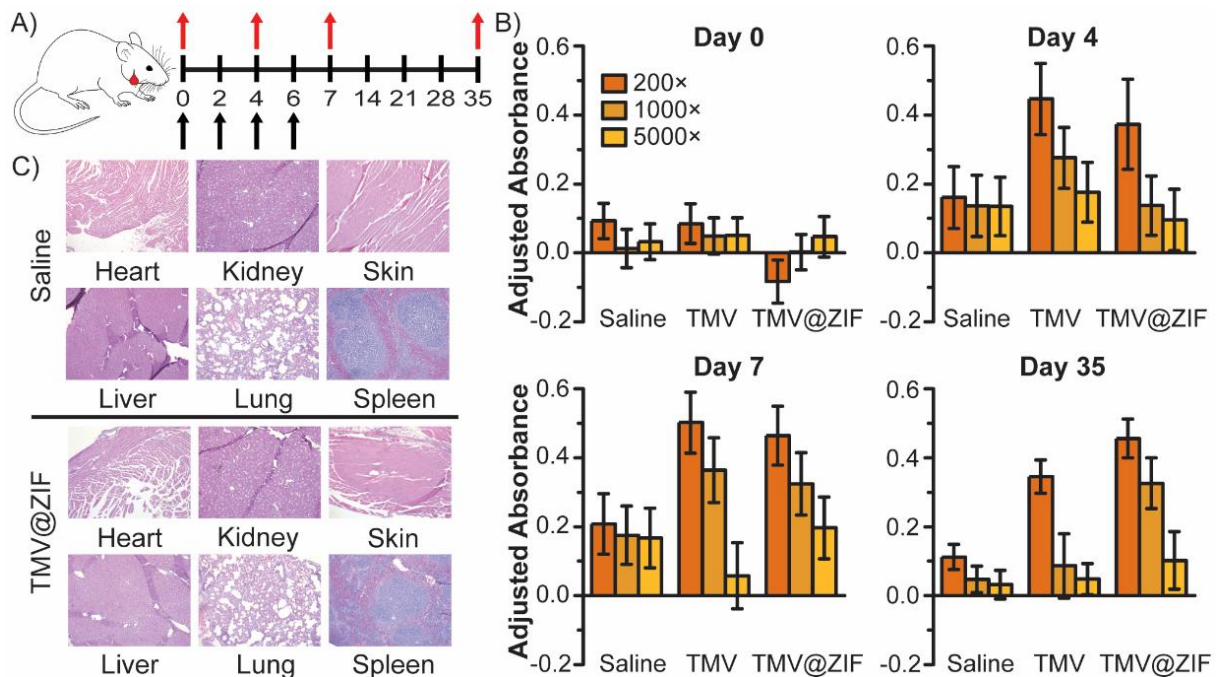 A)
0 2 4 6 7 14 21 28 35
B)
Day 0
Adjusted Absorbance
0.6
0.4
0.2
0.0
-0.2
200×
1000×
5000×
Saline TMV TMV@ZIF
Day 4
0.6
0.4
0.2
0.0
-0.2
Saline TMV TMV@ZIF
C)
Saline
Heart Kidney Skin
Liver Lung Spleen
TMV@ZIF
Heart Kidney Skin
Liver Lung Spleen
Day 7
Adjusted Absorbance
0.6
0.4
0.2
0.0
-0.2
Saline TMV TMV@ZIF
Day 35
0.6
0.4
0.2
0.0
-0.2
Saline TMV TMV@ZIF